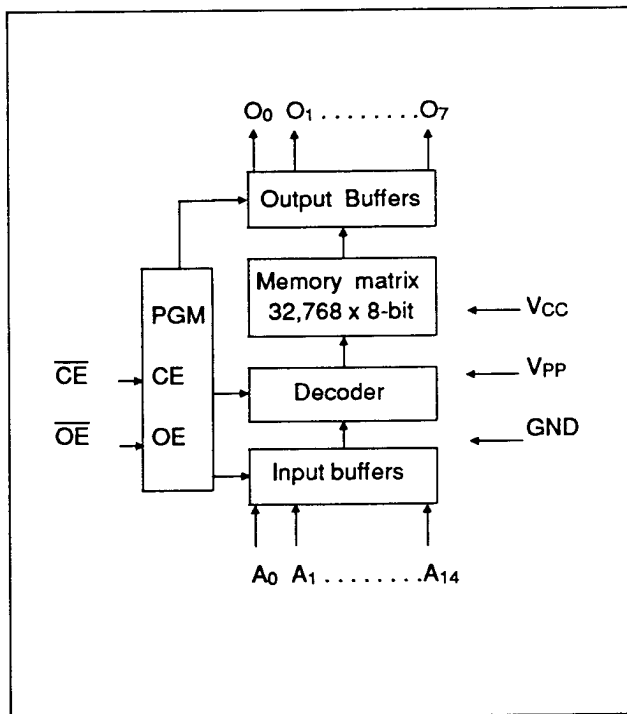 O0 O1 . . . . . . . . O7
Output Buffers
Memory matrix
32,768 x 8-bit
PGM
VCC
CE
CE
VPP
Decoder
OE
OE
GND
Input buffers
A0 A1 . . . . . . . . A14